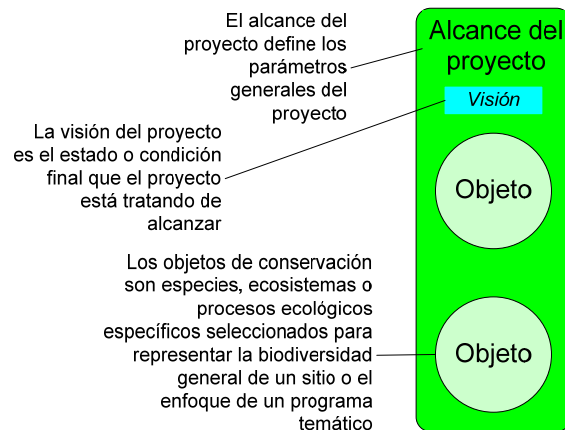 El alcance del
proyecto define los
parámetros
generales del
proyecto
Alcance del
proyecto
Visión
La visión del proyecto
es el estado o condición
final que el proyecto
está tratando de
alcanzar
Objeto
Los objetos de conservación
son especies, ecosistemas o
procesos ecológicos
específicos seleccionados para
representar la biodiversidad
general de un sitio o el
enfoque de un programa
temático
Objeto